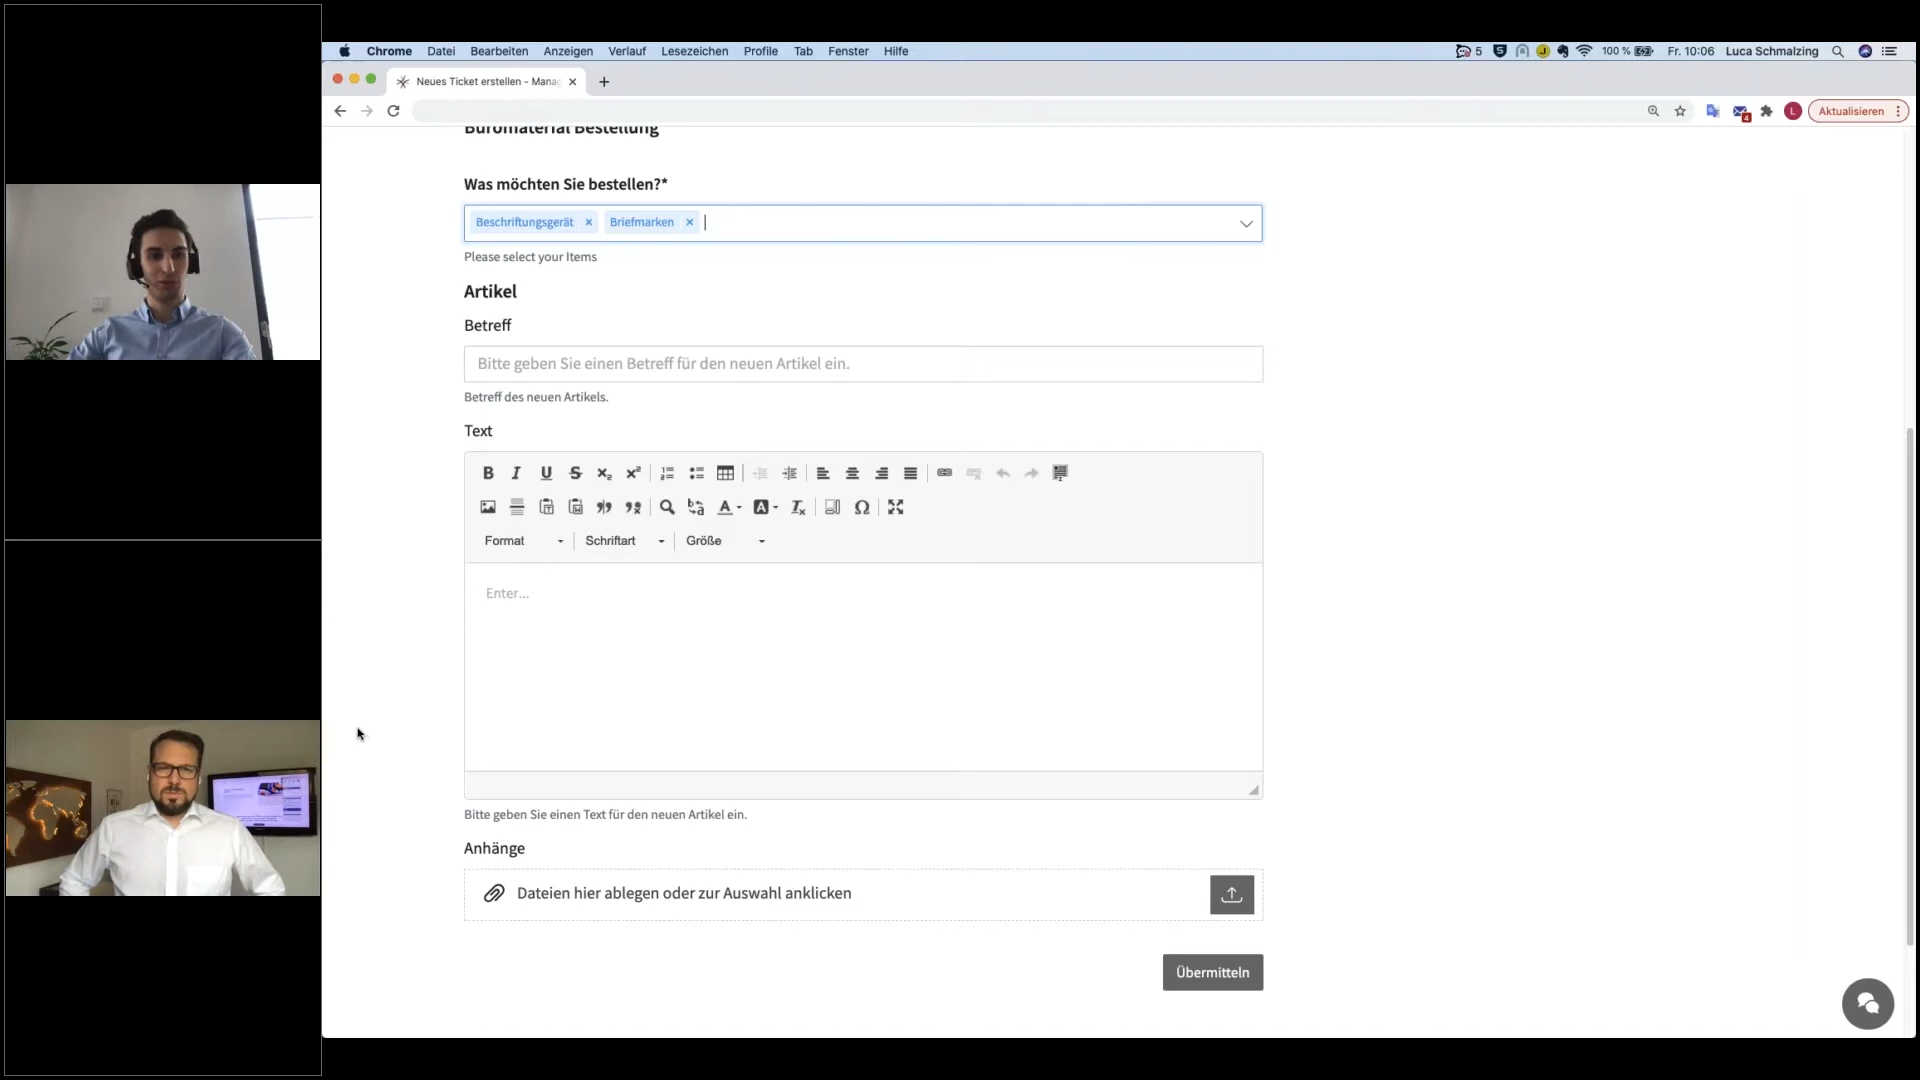 Chrome Datei Bearbeiten Anzeigen Verlauf Lesezeichen Profile Tab Fenster Hilfe
5 100 % Fr. 10:06 Luca Schmalzing
Neues Ticket erstellen - Mana
Aktualisieren
Büromaterial Bestellung
Was möchten Sie bestellen?*
Beschriftungsgerät × Briefmarken ×
Please select your Items
Artikel
Betreff
Bitte geben Sie einen Betreff für den neuen Artikel ein.
Betreff des neuen Artikels.
Text
Format Schriftart Größe
Enter...
Bitte geben Sie einen Text für den neuen Artikel ein.
Anhänge
Dateien hier ablegen oder zur Auswahl anklicken
Übermitteln